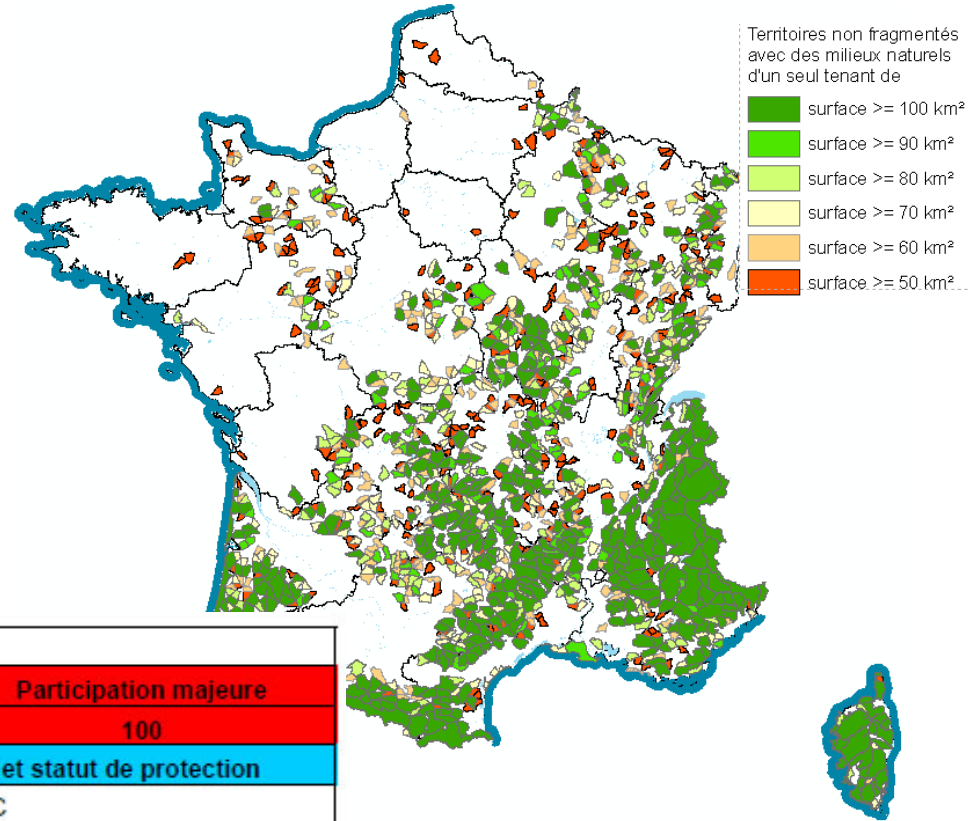 Territoires non fragmentés
avec des milieux naturels
d'un seul tenant de
surface >= 100 km²
surface >= 90 km²
surface >= 80 km²
surface >= 70 km²
surface >= 60 km²
surface >= 50 km²
Participation majeure
100
et statut de protection
C